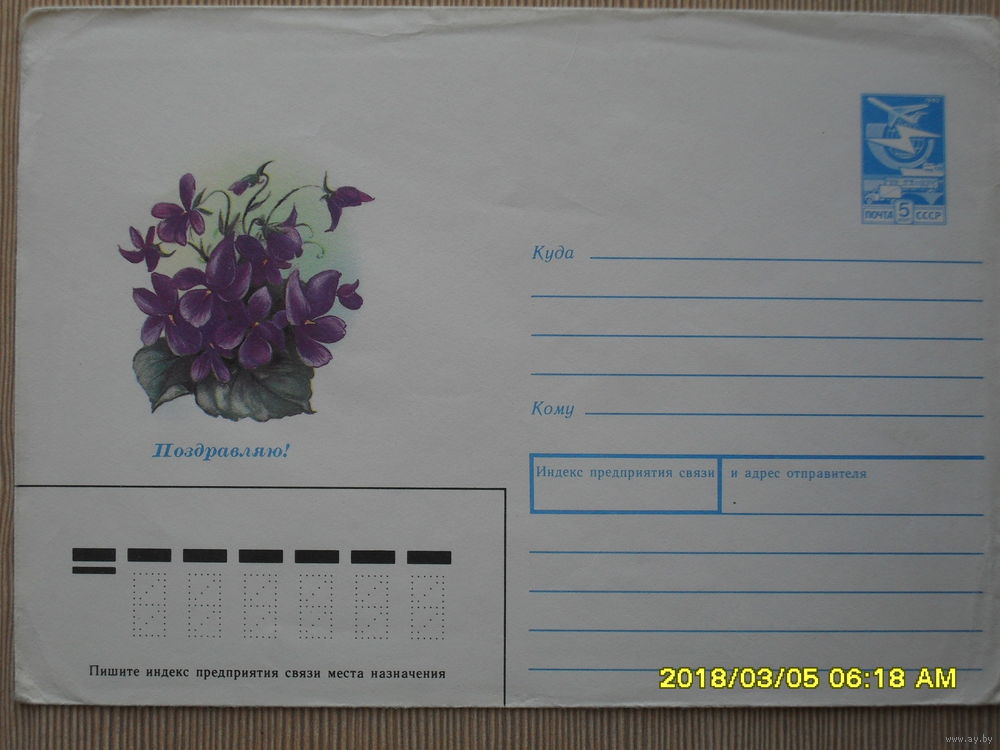 1982
ПОЧТА 5 СССР
Куда
Кому
Поздравляю!
Индекс предприятия связи и адрес отправителя
Пишите индекс предприятия связи места назначения
2018/03/05 06:18 AM
www.ay.by